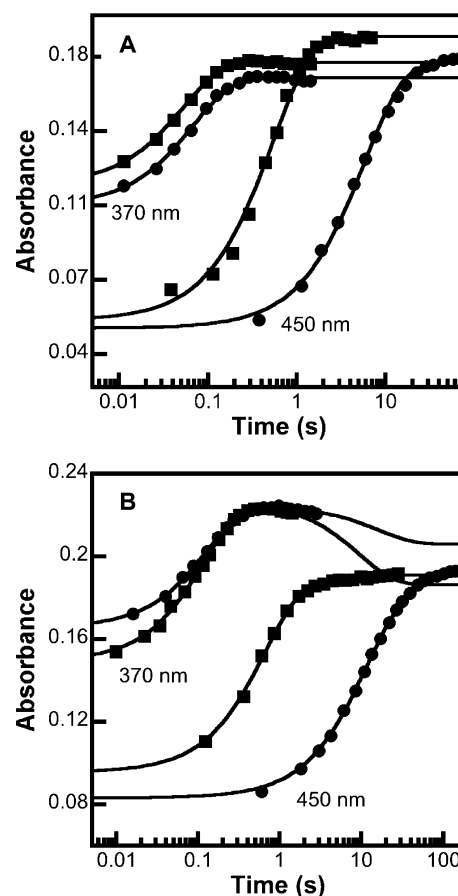 A
0.18
0.14
0.11
0.07
0.04
Absorbance
370 nm
450 nm
0.01 0.1 1 10
Time (s)
B
0.24
0.2
0.16
0.12
0.08
Absorbance
370 nm
450 nm
0.01 0.1 1 10 100
Time (s)